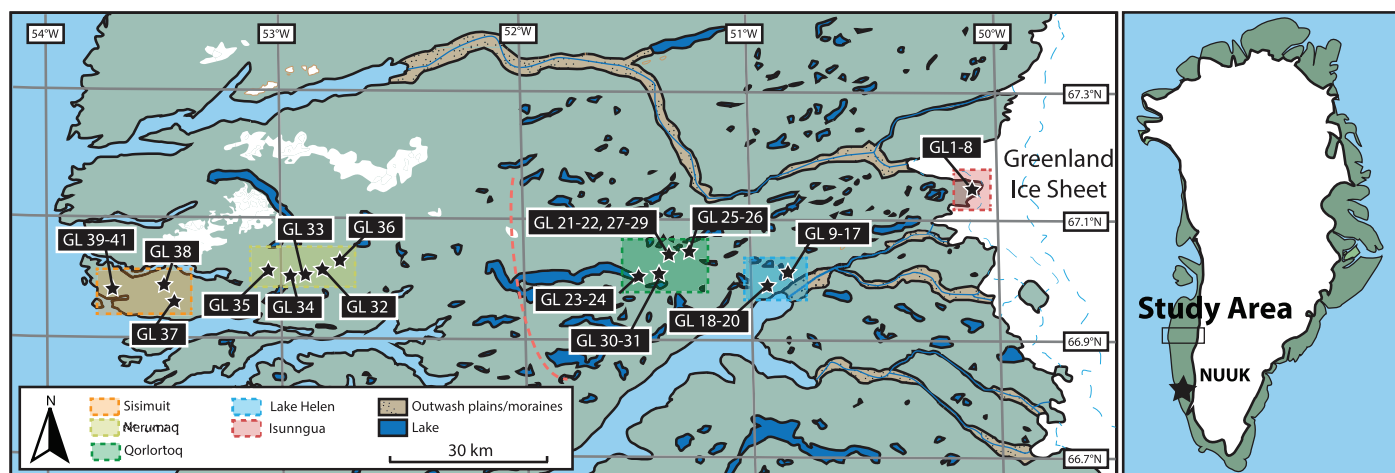 54°W
53°W
52°W
51°W
50°W
67.3°N
67.1°N
66.9°N
66.7°N
GL1-8
Greenland
Ice Sheet
GL 39-41
GL 38
GL 37
GL 33
GL 36
GL 35
GL 34
GL 32
GL 21-22, 27-29
GL 25-26
GL 9-17
GL 23-24
GL 30-31
GL 18-20
N
Sisimuit
Nerumaq
Qorlortoq
Lake Helen
Isunngua
Outwash plains/moraines
Lake
30 km
Study Area
NUUK